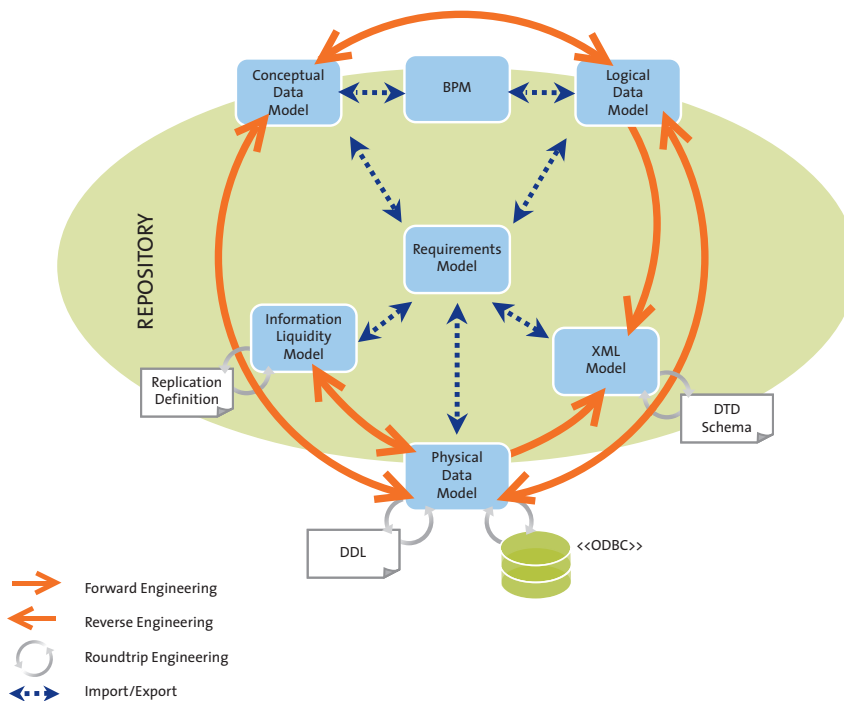 Conceptual
Data
Model
BPM
Logical
Data
Model
REPOSITORY
Requirements
Model
Information
Liquidity
Model
XML
Model
Replication
Definition
DTD
Schema
Physical
Data
Model
DDL
<<ODBC>>
Forward Engineering
Reverse Engineering
Roundtrip Engineering
Import/Export